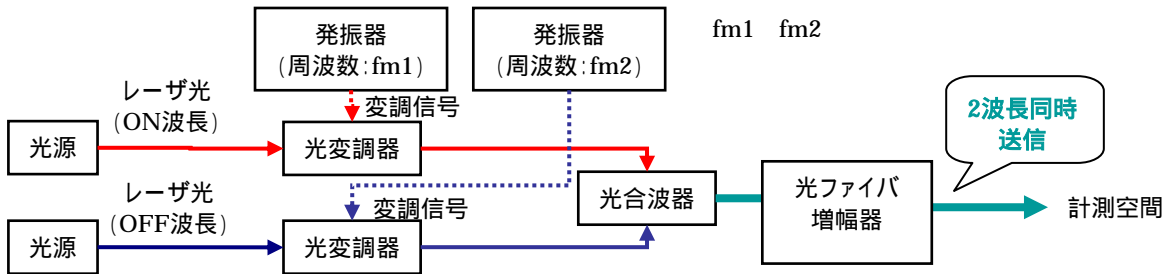 発振器
(周波数:fm1)
発振器
(周波数:fm2)
fm1 fm2
レーザ光
(ON波長)
変調信号
2波長同時
送信
光源
光変調器
レーザ光
(OFF波長)
変調信号
光合波器
光ファイバ
増幅器
計測空間
光源
光変調器